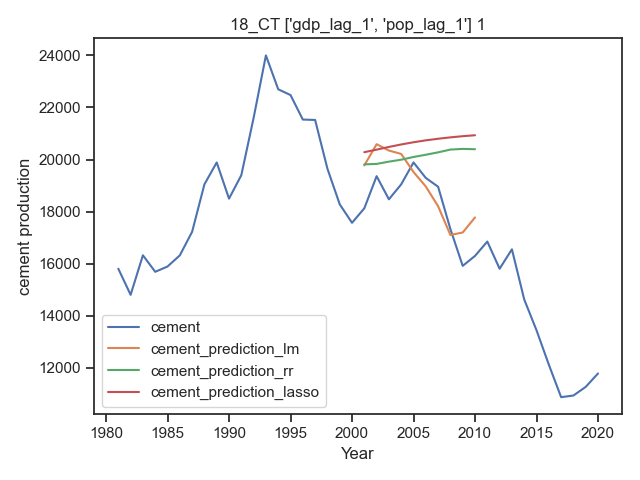 18_CT ['gdp_lag_1', 'pop_lag_1'] 1
24000
22000
20000
18000
16000
14000
12000
cement production
cement
cement_prediction_lm
cement_prediction_rr
cement_prediction_lasso
1980 1985 1990 1995 2000 2005 2010 2015 2020
Year